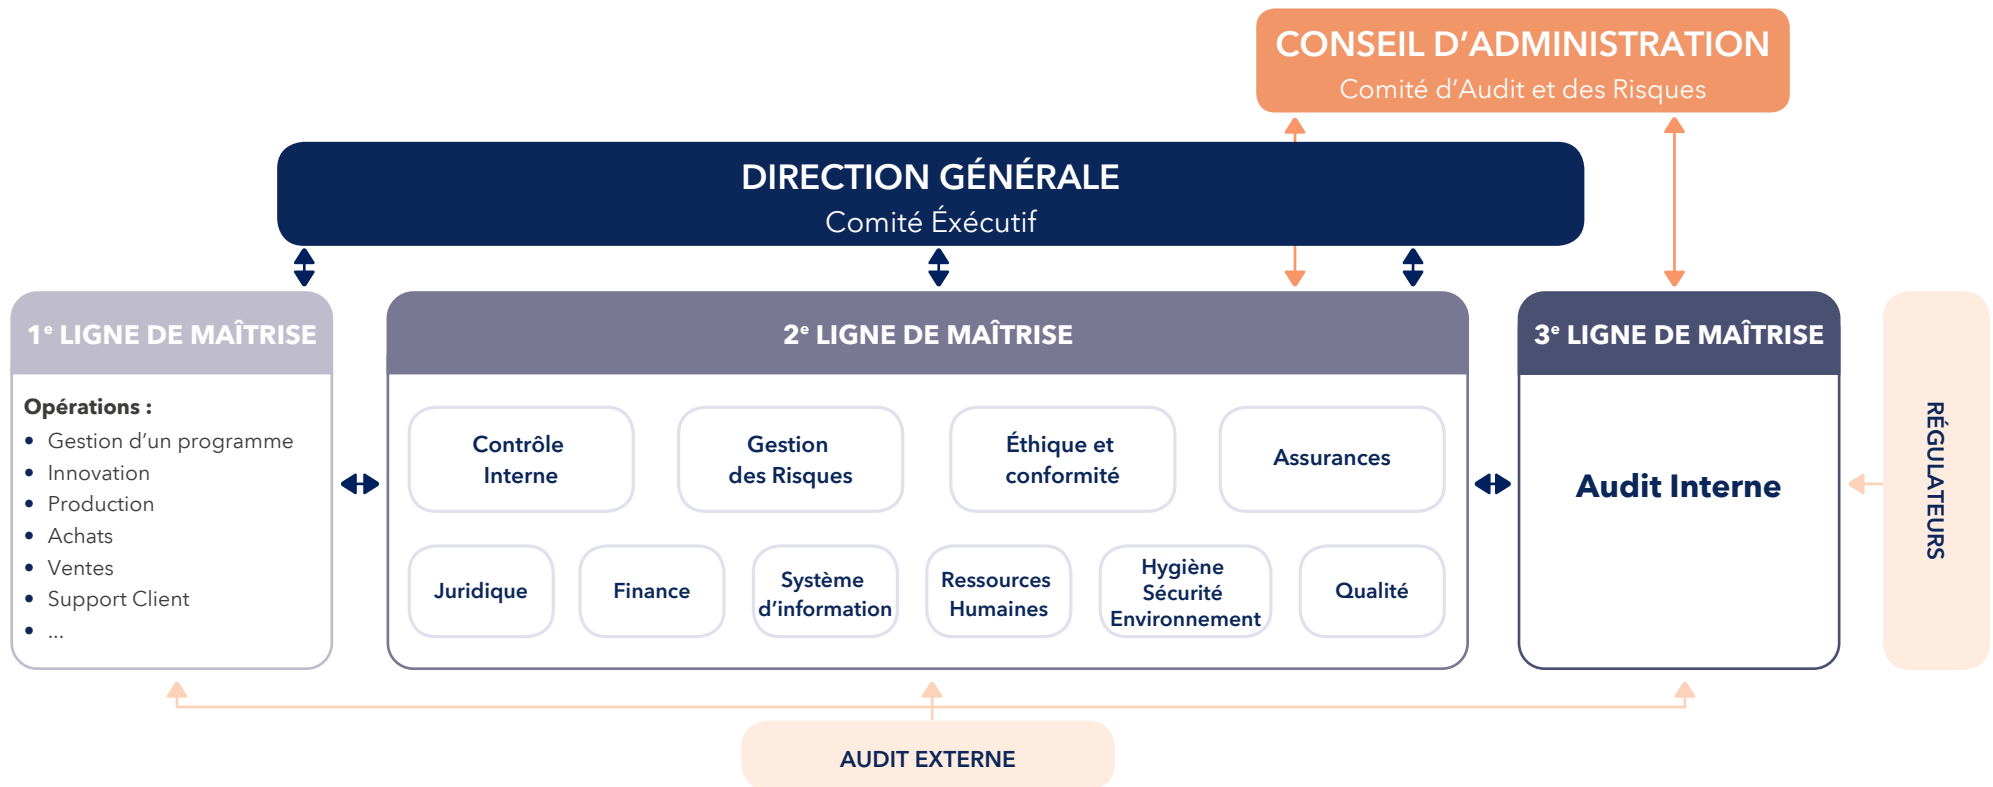 CONSEIL D’ADMINISTRATION
Comité d’Audit et des Risques
DIRECTION GÉNÉRALE
Comité Éxécutif
1e LIGNE DE MAÎTRISE
Opérations :
• Gestion d’un programme
• Innovation
• Production
• Achats
• Ventes
• Support Client
• ...
2e LIGNE DE MAÎTRISE
Contrôle
Interne
Gestion
des Risques
Éthique et
conformité
Assurances
Juridique
Finance
Système
d’information
Ressources
Humaines
Hygiène
Sécurité
Environnement
Qualité
3e LIGNE DE MAÎTRISE
Audit Interne
RÉGULATEURS
AUDIT EXTERNE